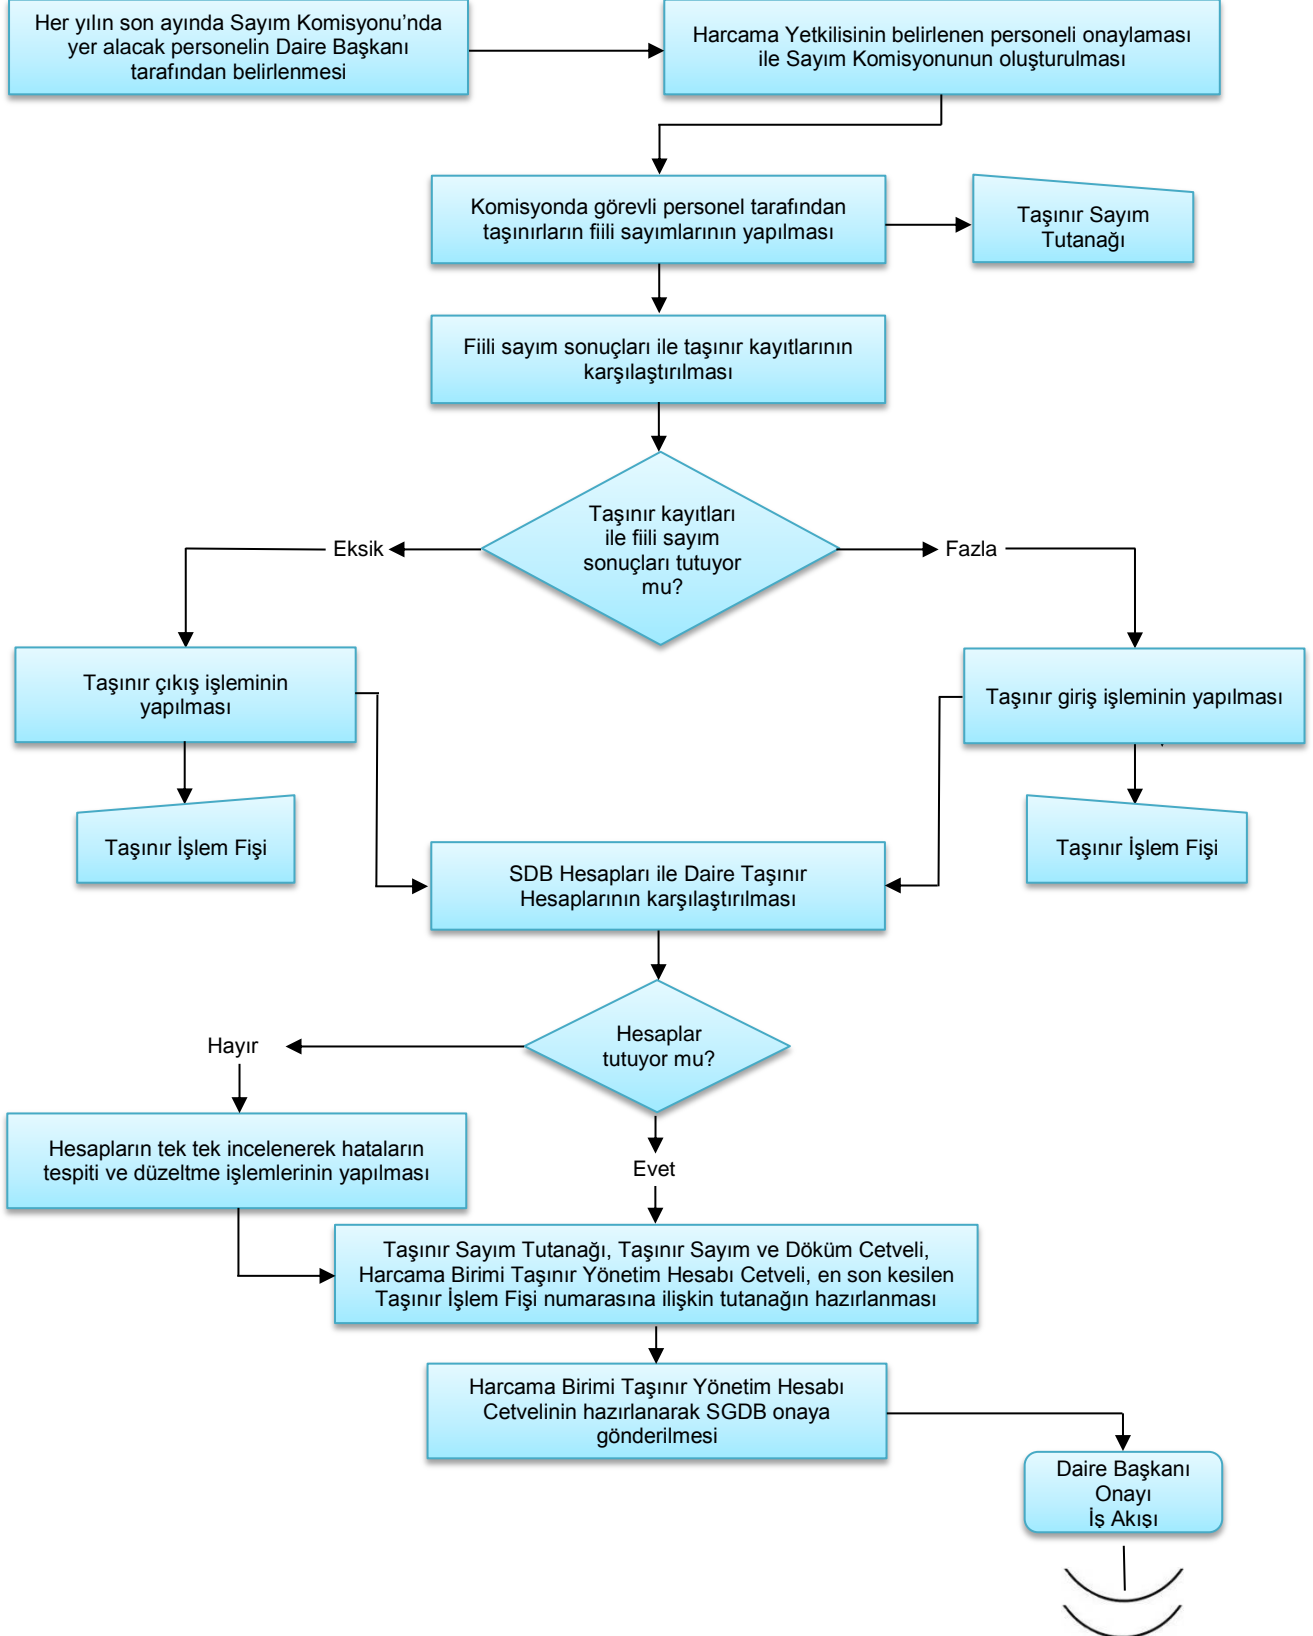 Her yılın son ayında Sayım Komisyonu’nda
yer alacak personelin Daire Başkanı
tarafından belirlenmesi
Harcama Yetkilisinin belirlenen personeli onaylaması
ile Sayım Komisyonunun oluşturulması
Komisyonda görevli personel tarafından
taşınırların fiili sayımlarının yapılması
Taşınır Sayım
Tutanağı
Fiili sayım sonuçları ile taşınır kayıtlarının
karşılaştırılması
Taşınır kayıtları
ile fiili sayım
sonuçları tutuyor
mu?
Eksik
Fazla
Taşınır çıkış işleminin
yapılması
Taşınır giriş işleminin yapılması
Taşınır İşlem Fişi
Taşınır İşlem Fişi
SDB Hesapları ile Daire Taşınır
Hesaplarının karşılaştırılması
Hesaplar
tutuyor mu?
Hayır
Hesapların tek tek incelenerek hataların
tespiti ve düzeltme işlemlerinin yapılması
Evet
Taşınır Sayım Tutanağı, Taşınır Sayım ve Döküm Cetveli,
Harcama Birimi Taşınır Yönetim Hesabı Cetveli, en son kesilen
Taşınır İşlem Fişi numarasına ilişkin tutanağın hazırlanması
Harcama Birimi Taşınır Yönetim Hesabı
Cetvelinin hazırlanarak SGDB onaya
gönderilmesi
Daire Başkanı
Onayı
İş Akışı